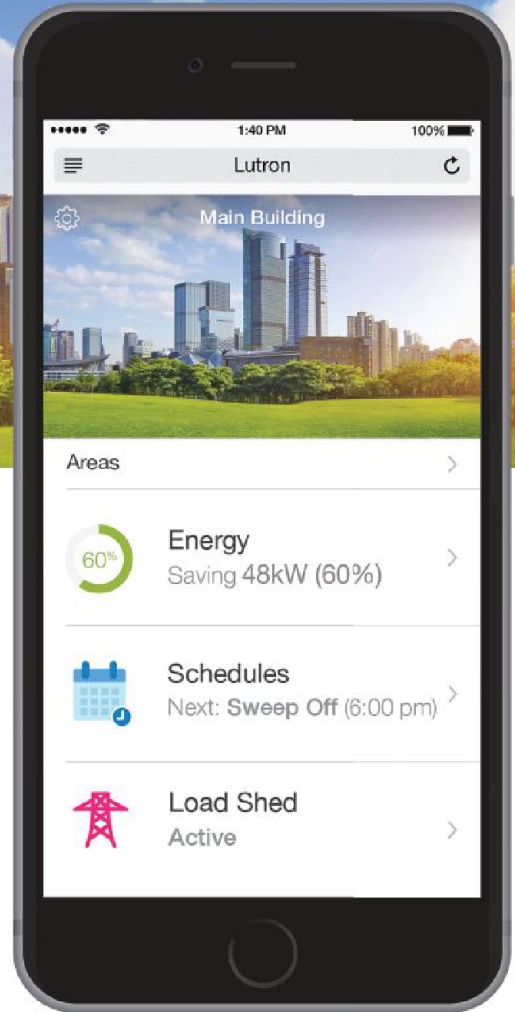 1:40 PM
100%
Lutron
Main Building
Areas
60%
Energy
Saving 48kW (60%)
Schedules
Next: Sweep Off (6:00 pm)
Load Shed
Active